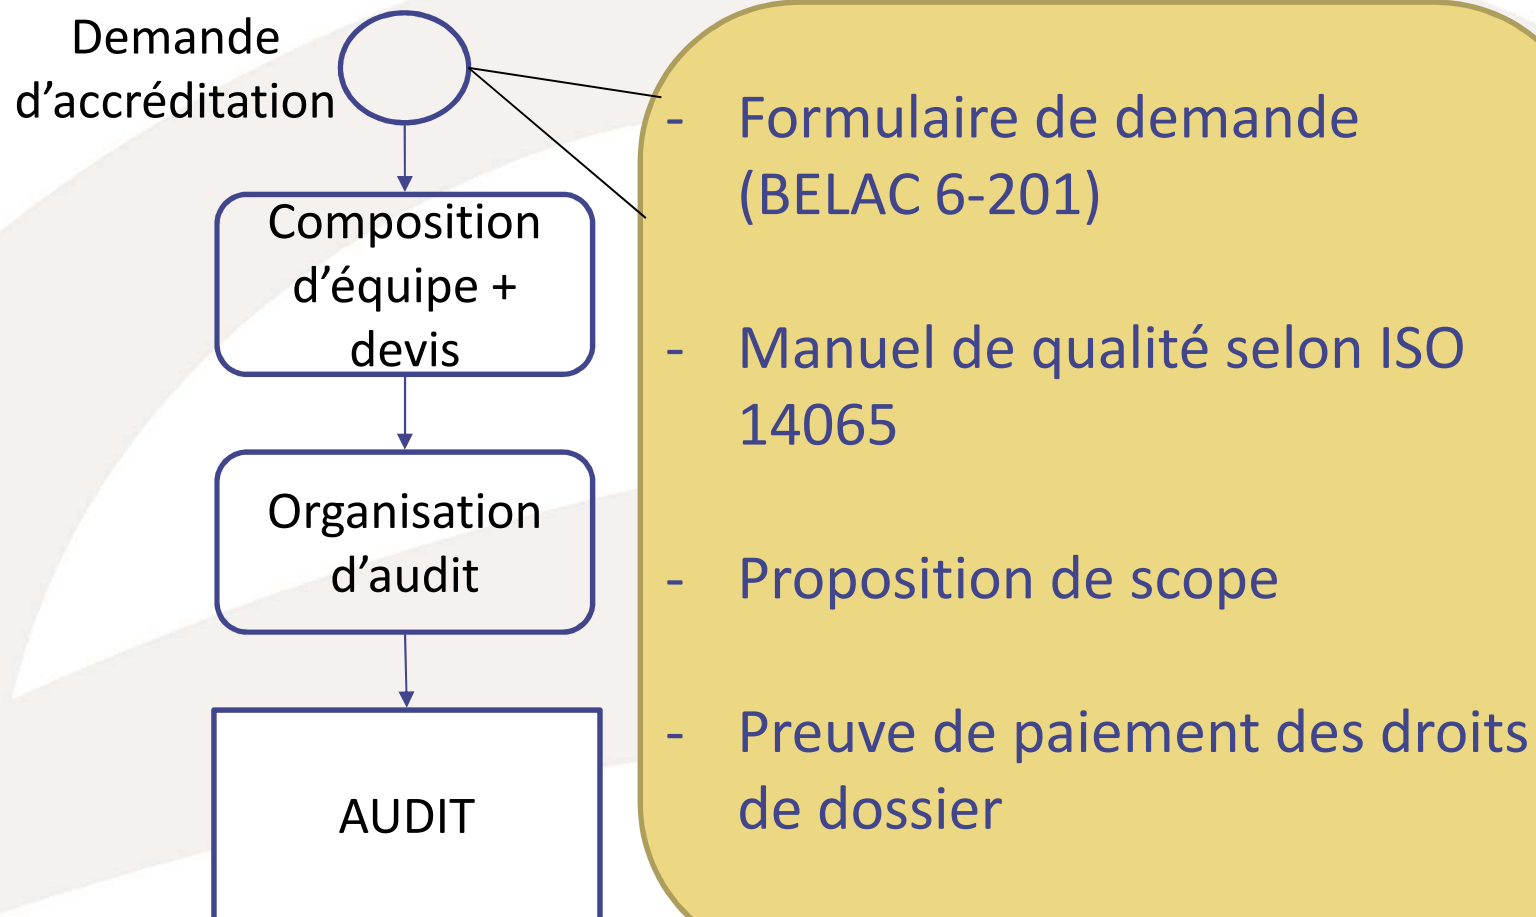 Demande
d’accréditation
Composition
d’équipe +
devis
Organisation
d’audit
AUDIT
- Formulaire de demande
(BELAC 6-201)
- Manuel de qualité selon ISO
14065
- Proposition de scope
- Preuve de paiement des droits
de dossier